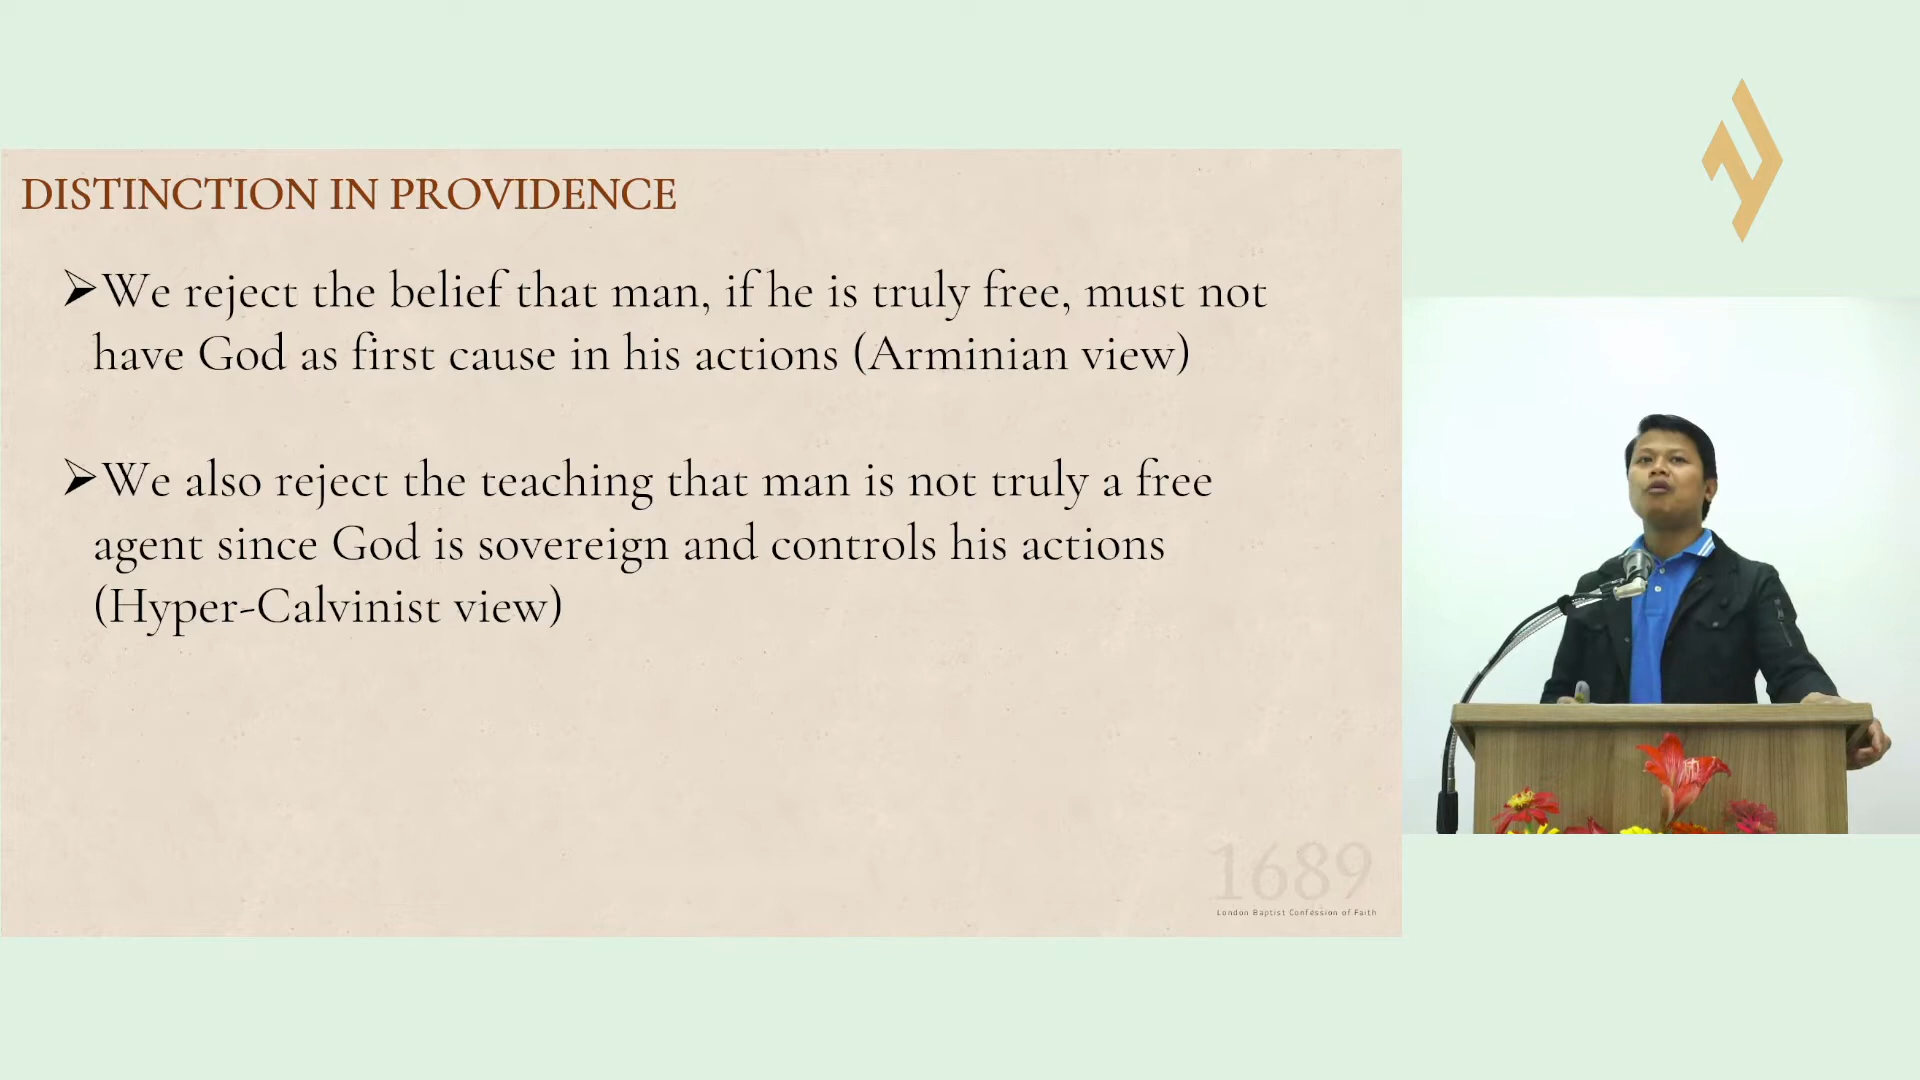 DISTINCTION IN PROVIDENCE
➢We reject the belief that man, if he is truly free, must not
have God as first cause in his actions (Arminian view)
➢We also reject the teaching that man is not truly a free
agent since God is sovereign and controls his actions
(Hyper-Calvinist view)
1689
London Baptist Confession of Faith